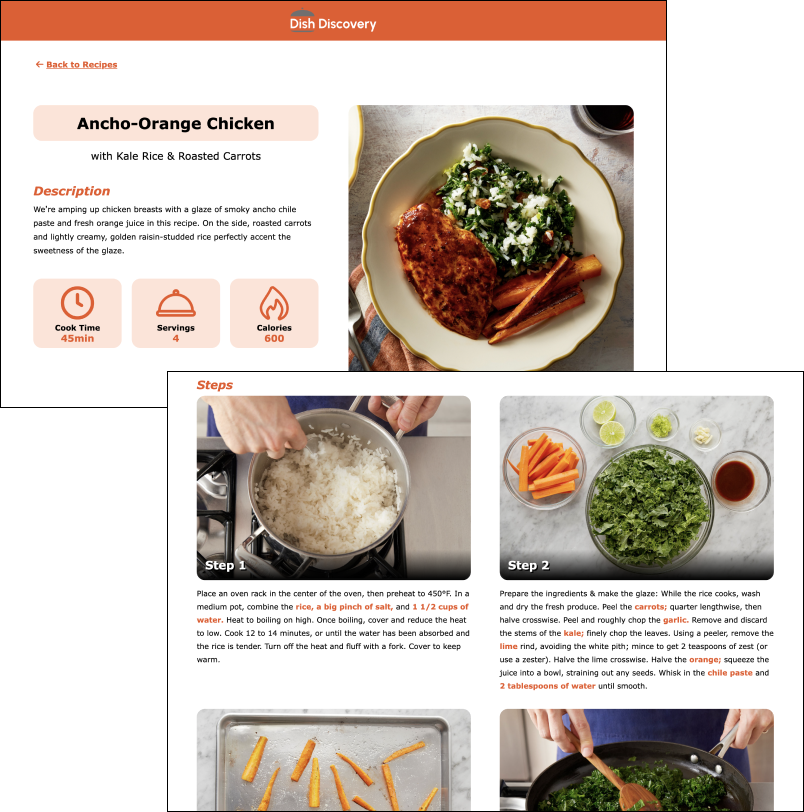 Dish Discovery
← Back to Recipes
Ancho-Orange Chicken
with Kale Rice & Roasted Carrots
Description
We're amping up chicken breasts with a glaze of smoky ancho chile
paste and fresh orange juice in this recipe. On the side, roasted carrots
and lightly creamy, golden raisin-studded rice perfectly accent the
sweetness of the glaze.
Cook Time
45min
Servings
4
Calories
600
Steps
Step 1
Place an oven rack in the center of the oven, then preheat to 450°F. In a
medium pot, combine the rice, a big pinch of salt, and 1 1/2 cups of
water. Heat to boiling on high. Once boiling, cover and reduce the heat
to low. Cook 12 to 14 minutes, or until the water has been absorbed and
the rice is tender. Turn off the heat and fluff with a fork. Cover to keep
warm.
Step 2
Prepare the ingredients & make the glaze: While the rice cooks, wash
and dry the fresh produce. Peel the carrots; quarter lengthwise, then
halve crosswise. Peel and roughly chop the garlic. Remove and discard
the stems of the kale; finely chop the leaves. Using a peeler, remove the
lime rind, avoiding the white pith; mince to get 2 teaspoons of zest (or
use a zester). Halve the lime crosswise. Halve the orange; squeeze the
juice into a bowl, straining out any seeds. Whisk in the chile paste and
2 tablespoons of water until smooth.